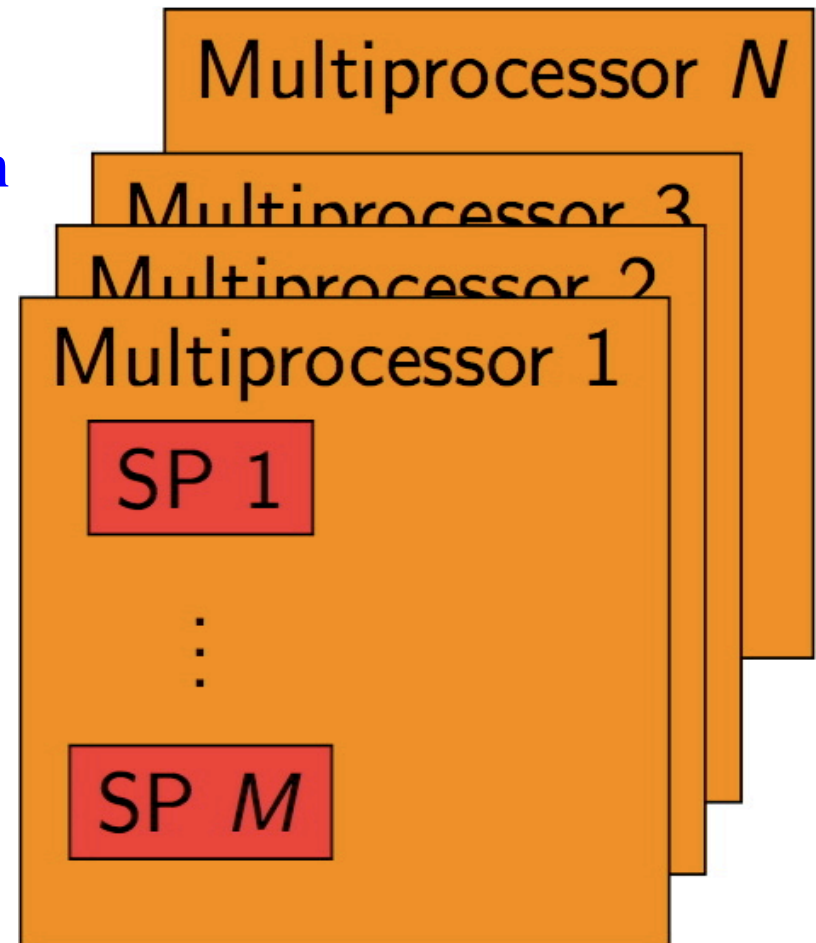 Multiprocessor N
n
Multiprocessor 3
Multiprocessor 2
Multiprocessor 1
SP 1
⋮
SP M